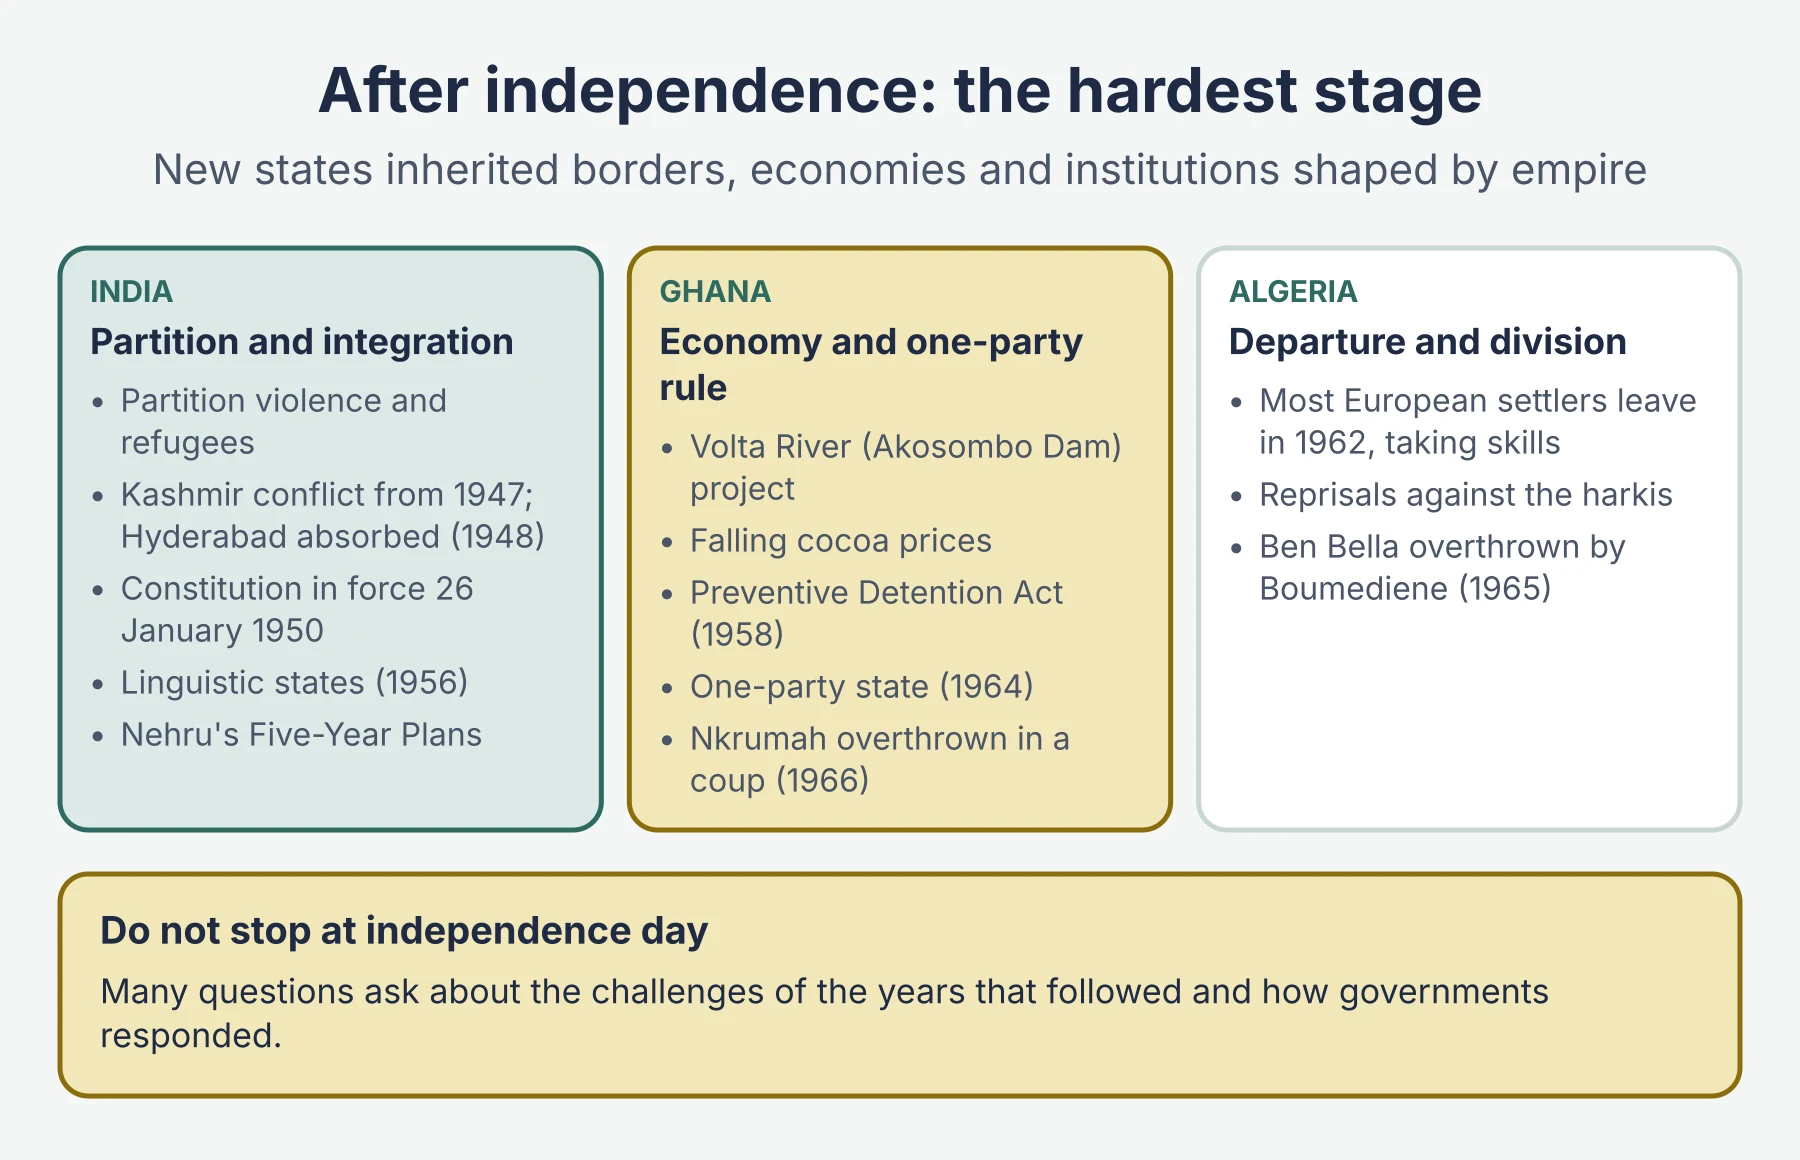 After independence: the hardest stage
New states inherited borders, economies and institutions shaped by empire
INDIA
Partition and integration
• Partition violence and
refugees
• Kashmir conflict from 1947;
Hyderabad absorbed (1948)
• Constitution in force 26
January 1950
• Linguistic states (1956)
• Nehru's Five-Year Plans
GHANA
Economy and one-party
rule
• Volta River (Akosombo Dam)
project
• Falling cocoa prices
• Preventive Detention Act
(1958)
• One-party state (1964)
• Nkrumah overthrown in a
coup (1966)
ALGERIA
Departure and division
• Most European settlers leave
in 1962, taking skills
• Reprisals against the harkis
• Ben Bella overthrown by
Boumediene (1965)
Do not stop at independence day
Many questions ask about the challenges of the years that followed and how governments
responded.